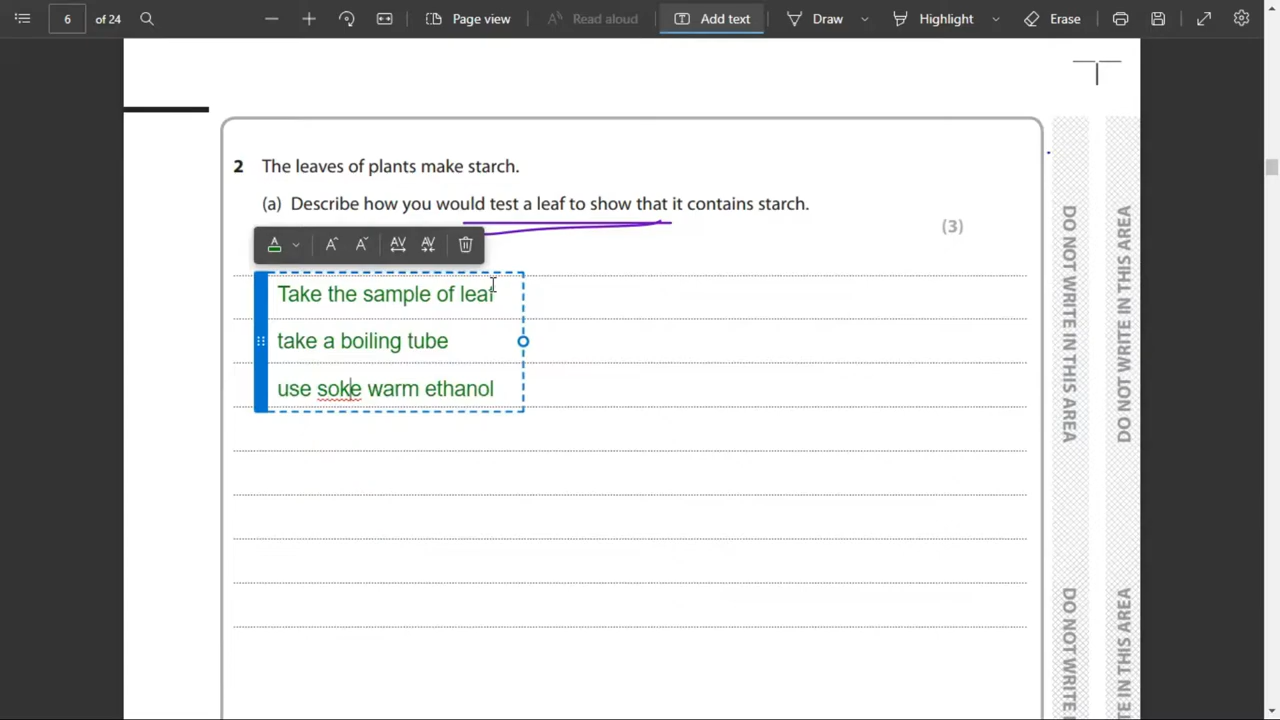 6 of 24 Page view Read aloud Add text Draw Highlight Erase
2 The leaves of plants make starch.
(a) Describe how you would test a leaf to show that it contains starch.
(3)
Take the sample of leaf
take a boiling tube
use soke warm ethanol
DO NOT WRITE IN THIS AREA
DO NOT WRITE IN THIS AREA
DO NOT WRITE
TE IN THIS AREA